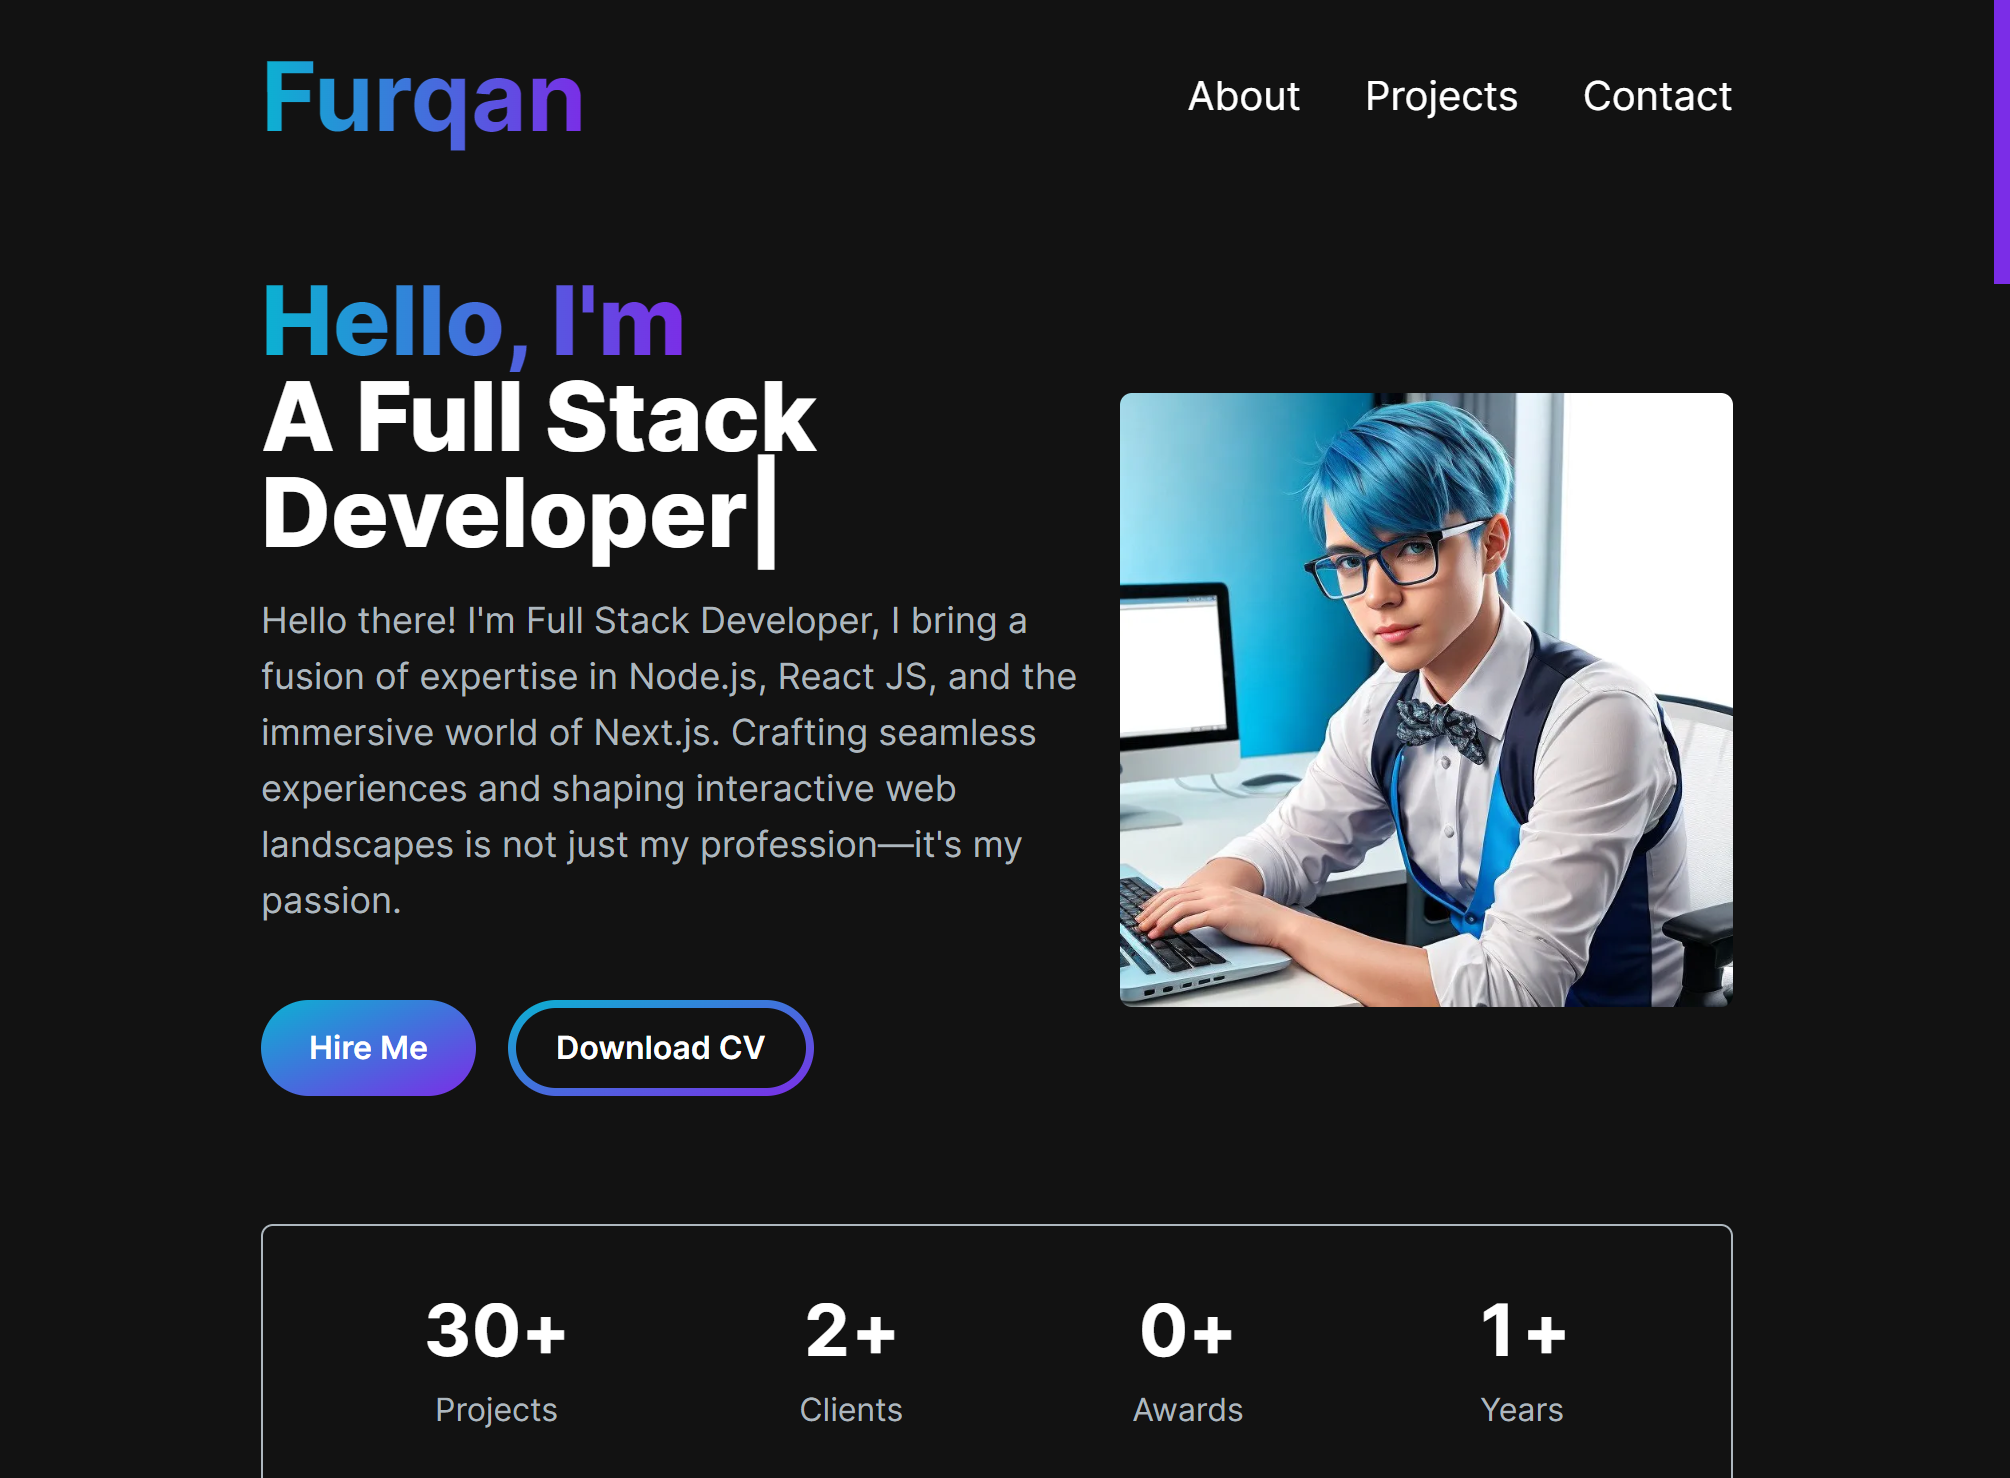 Furqan
About Projects Contact
Hello, I'm
A Full Stack
Developer|
Hello there! I'm Full Stack Developer, I bring a
fusion of expertise in Node.js, React JS, and the
immersive world of Next.js. Crafting seamless
experiences and shaping interactive web
landscapes is not just my profession—it's my
passion.
Hire Me
Download CV
30+
Projects
2+
Clients
0+
Awards
1+
Years